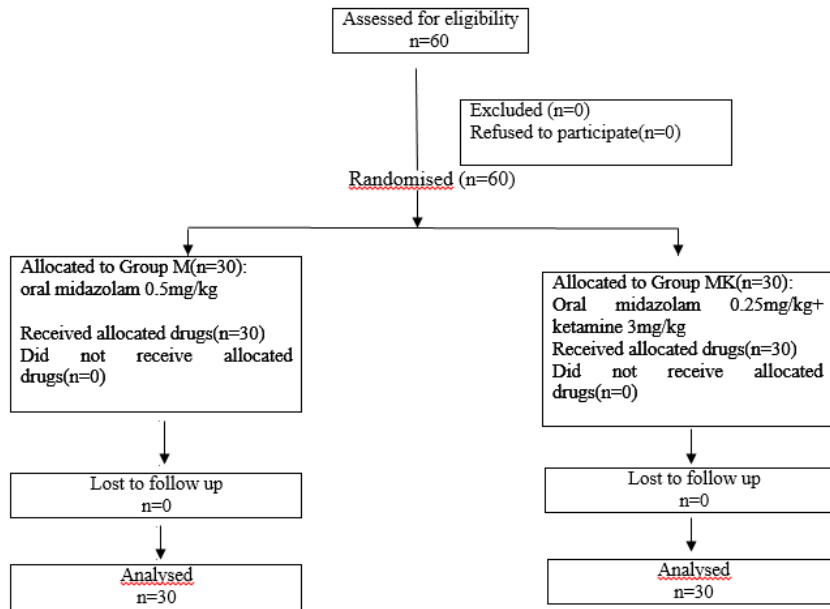 Assessed for eligibility
n=60
Excluded (n=0)
Refused to participate(n=0)
Randomised (n=60)
Allocated to Group M(n=30):
oral midazolam 0.5mg/kg
Received allocated drugs(n=30)
Did not receive allocated
drugs(n=0)
Allocated to Group MK(n=30):
Oral midazolam 0.25mg/kg+
ketamine 3mg/kg
Received allocated drugs(n=30)
Did not receive allocated
drugs(n=0)
Lost to follow up
n=0
Lost to follow up
n=0
Analysed
n=30
Analysed
n=30